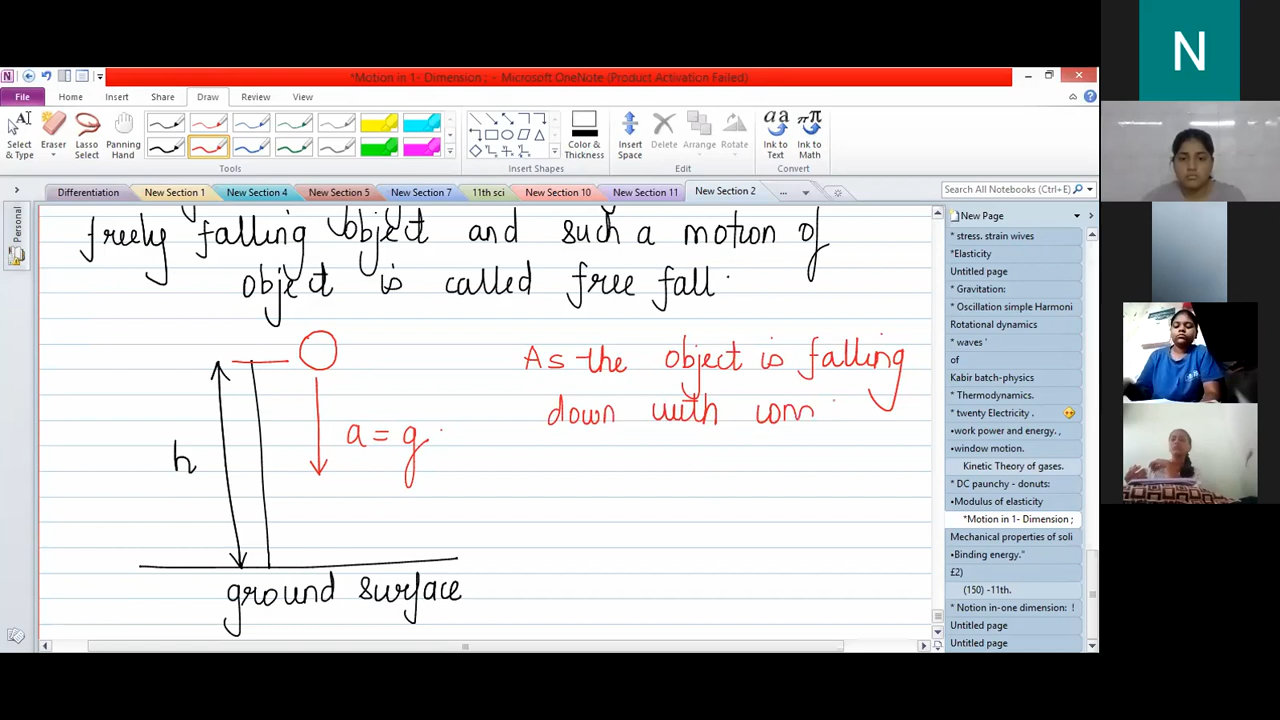 N
*Motion in 1- Dimension ; - Microsoft OneNote (Product Activation Failed)
File Home Insert Share Draw Review View
Select & Type
Eraser
Lasso Select
Panning Hand
Insert Space
Delete
Arrange
Rotate
Color & Thickness
Ink to Text
Ink to Math
Tools
Insert Shapes
Edit
Convert
Differentiation New Section 1 New Section 4 New Section 5 New Section 7 11th sci New Section 10 New Section 11 New Section 2 ...
Search All Notebooks (Ctrl+E)
Personal
freely falling object and such a motion of
object is called free fall.
As the object is falling
down with
a = g
h
ground surface
New Page
* stress. strain wives
*Elasticity
Untitled page
*Gravitation:
* Oscillation simple Harmoni
Rotational dynamics
* waves '
of
Kabir batch-physics
* Thermodynamics.
* twenty Electricity .
•work power and energy. ,
•window motion.
Kinetic Theory of gases.
* DC paunchy - donuts:
•Modulus of elasticity
*Motion in 1- Dimension ;
Mechanical properties of soli
•Binding energy."
£2)
(150) -11th.
* Notion in-one dimension: !
Untitled page
Untitled page